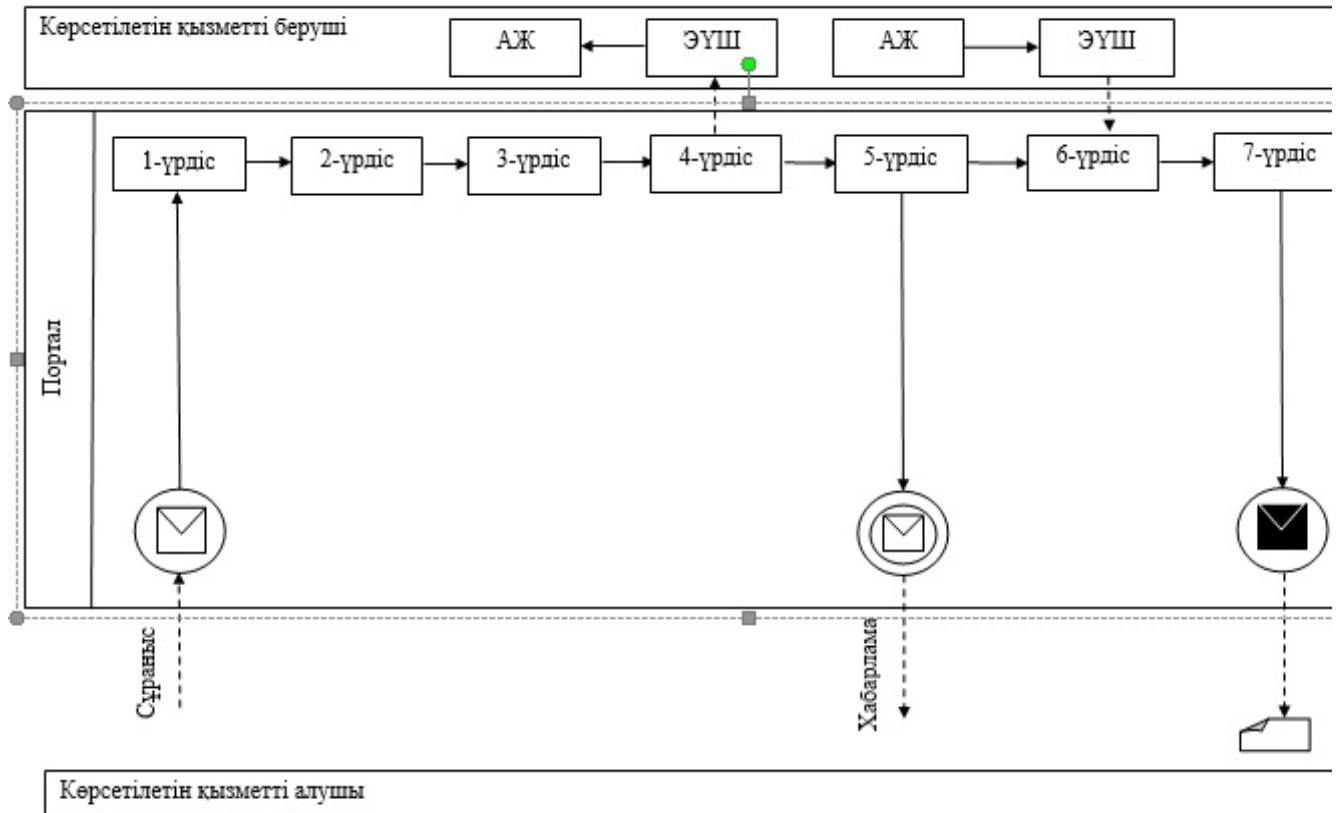 Көрсетілетін қызметті беруші
АЖ
ЭҮШ
АЖ
ЭҮШ
1-үрдіс
2-үрдіс
3-үрдіс
4-үрдіс
5-үрдіс
6-үрдіс
7-үрдіс
Портал
Сұраныс
Хабарлама
Көрсетілетін қызметті алушы